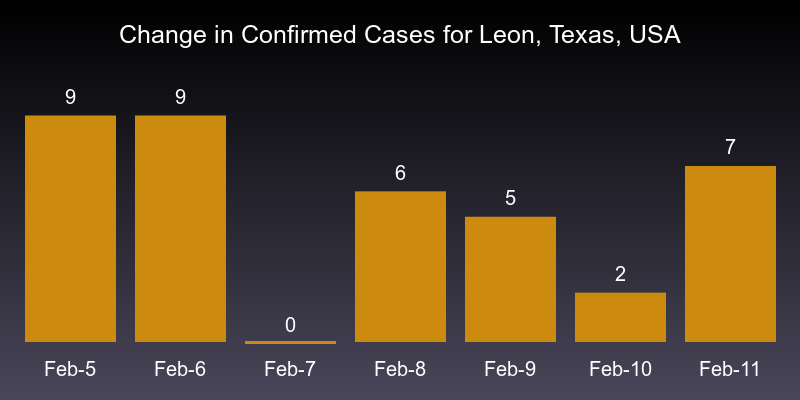 Change in Confirmed Cases for Leon, Texas, USA
9 9 0 6 5 2 7
Feb-5 Feb-6 Feb-7 Feb-8 Feb-9 Feb-10 Feb-11